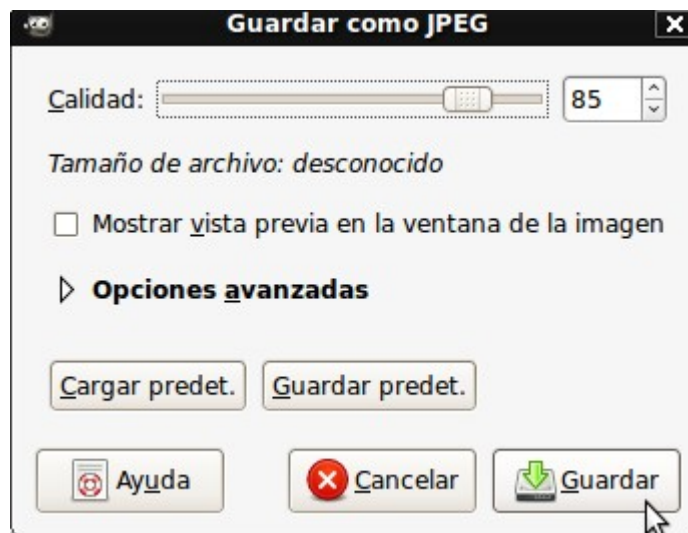 Guardar como JPEG
Calidad: 85
Tamaño de archivo: desconocido
Mostrar vista previa en la ventana de la imagen
Opciones avanzadas
Cargar predet. Guardar predet.
Ayuda Cancelar Guardar